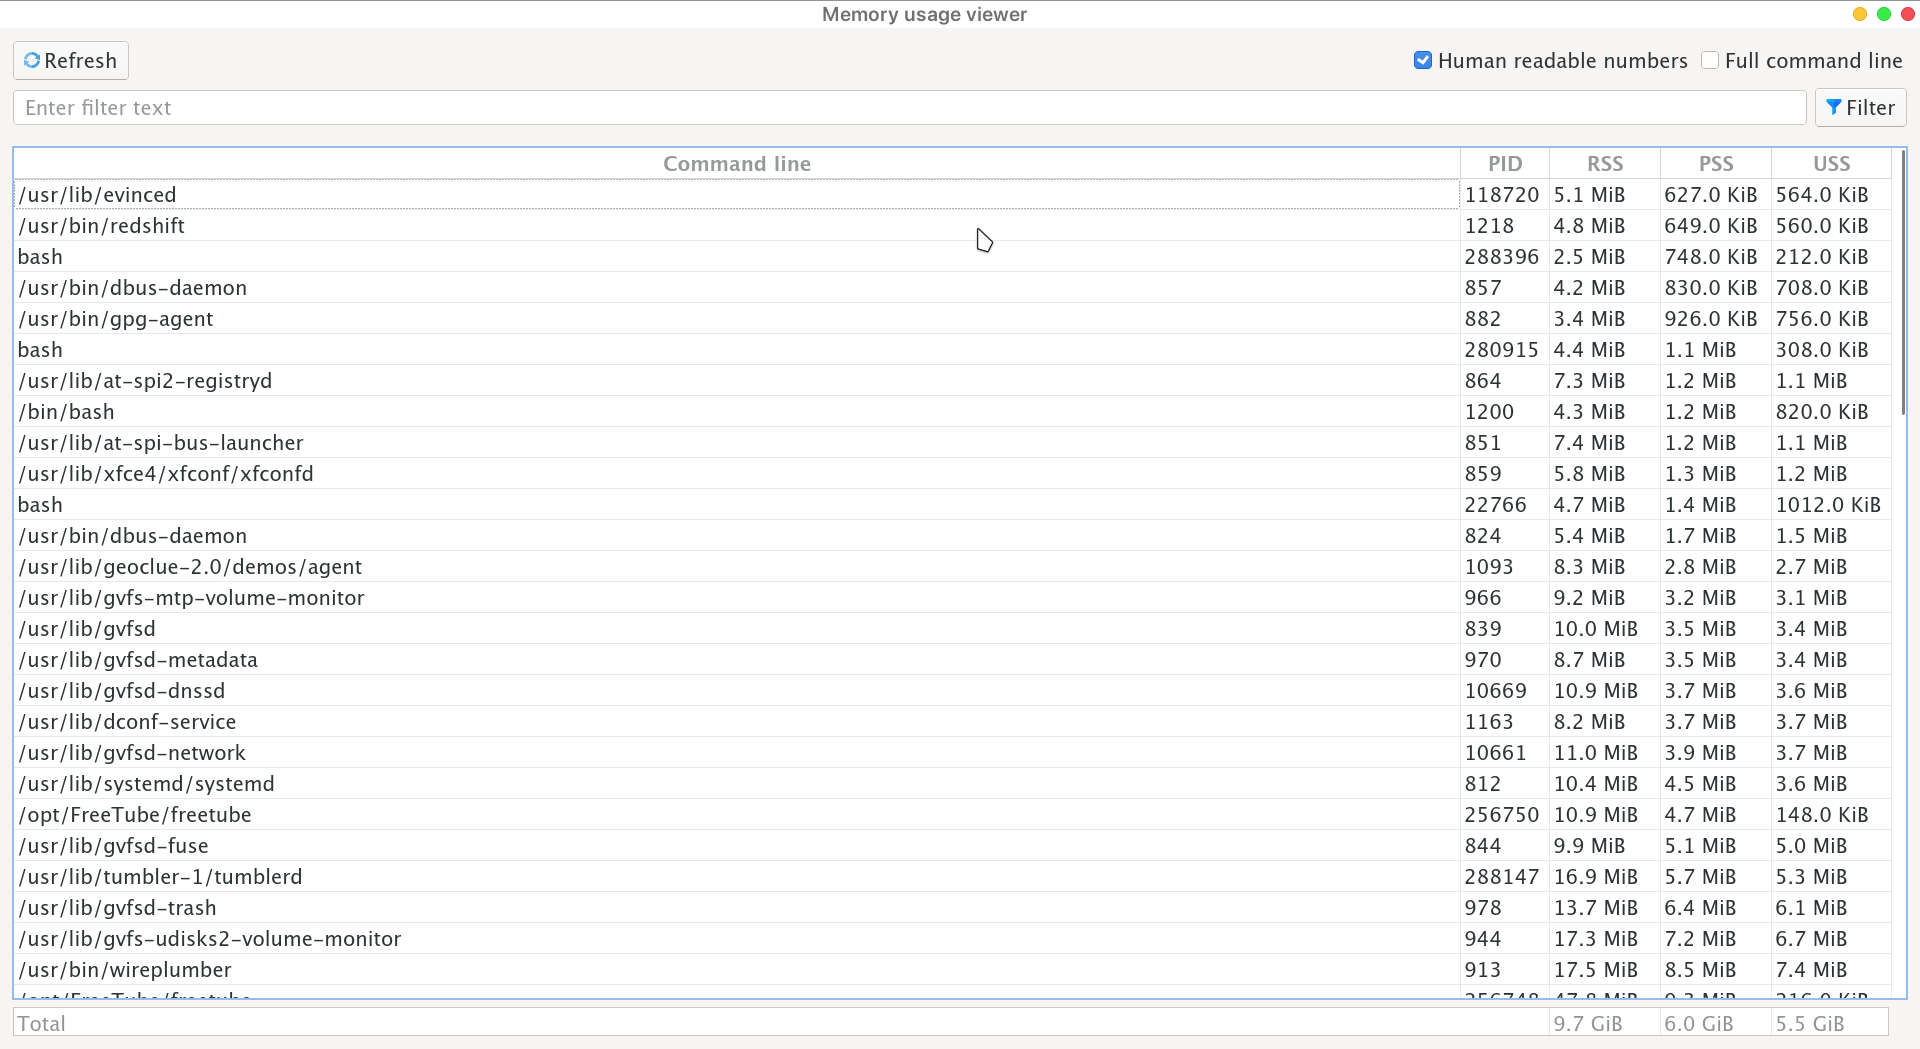 Memory usage viewer
Refresh Human readable numbers Full command line
Enter filter text Filter
Command line PID RSS PSS USS
/usr/lib/evinced 118720 5.1 MiB 627.0 KiB 564.0 KiB
/usr/bin/redshift 1218 4.8 MiB 649.0 KiB 560.0 KiB
bash 288396 2.5 MiB 748.0 KiB 212.0 KiB
/usr/bin/dbus-daemon 857 4.2 MiB 830.0 KiB 708.0 KiB
/usr/bin/gpg-agent 882 3.4 MiB 926.0 KiB 756.0 KiB
bash 280915 4.4 MiB 1.1 MiB 308.0 KiB
/usr/lib/at-spi2-registryd 864 7.3 MiB 1.2 MiB 1.1 MiB
/bin/bash 1200 4.3 MiB 1.2 MiB 820.0 KiB
/usr/lib/at-spi-bus-launcher 851 7.4 MiB 1.2 MiB 1.1 MiB
/usr/lib/xfce4/xfconf/xfconfd 859 5.8 MiB 1.3 MiB 1.2 MiB
bash 22766 4.7 MiB 1.4 MiB 1012.0 KiB
/usr/bin/dbus-daemon 824 5.4 MiB 1.7 MiB 1.5 MiB
/usr/lib/geoclue-2.0/demos/agent 1093 8.3 MiB 2.8 MiB 2.7 MiB
/usr/lib/gvfs-mtp-volume-monitor 966 9.2 MiB 3.2 MiB 3.1 MiB
/usr/lib/gvfsd 839 10.0 MiB 3.5 MiB 3.4 MiB
/usr/lib/gvfsd-metadata 970 8.7 MiB 3.5 MiB 3.4 MiB
/usr/lib/gvfsd-dnssd 10669 10.9 MiB 3.7 MiB 3.6 MiB
/usr/lib/dconf-service 1163 8.2 MiB 3.7 MiB 3.7 MiB
/usr/lib/gvfsd-network 10661 11.0 MiB 3.9 MiB 3.7 MiB
/usr/lib/systemd/systemd 812 10.4 MiB 4.5 MiB 3.6 MiB
/opt/FreeTube/freetube 256750 10.9 MiB 4.7 MiB 148.0 KiB
/usr/lib/gvfsd-fuse 844 9.9 MiB 5.1 MiB 5.0 MiB
/usr/lib/tumbler-1/tumblerd 288147 16.9 MiB 5.7 MiB 5.3 MiB
/usr/lib/gvfsd-trash 978 13.7 MiB 6.4 MiB 6.1 MiB
/usr/lib/gvfs-udisks2-volume-monitor 944 17.3 MiB 7.2 MiB 6.7 MiB
/usr/bin/wireplumber 913 17.5 MiB 8.5 MiB 7.4 MiB
/opt/FreeTube/freetube
Total 9.7 GiB 6.0 GiB 5.5 GiB